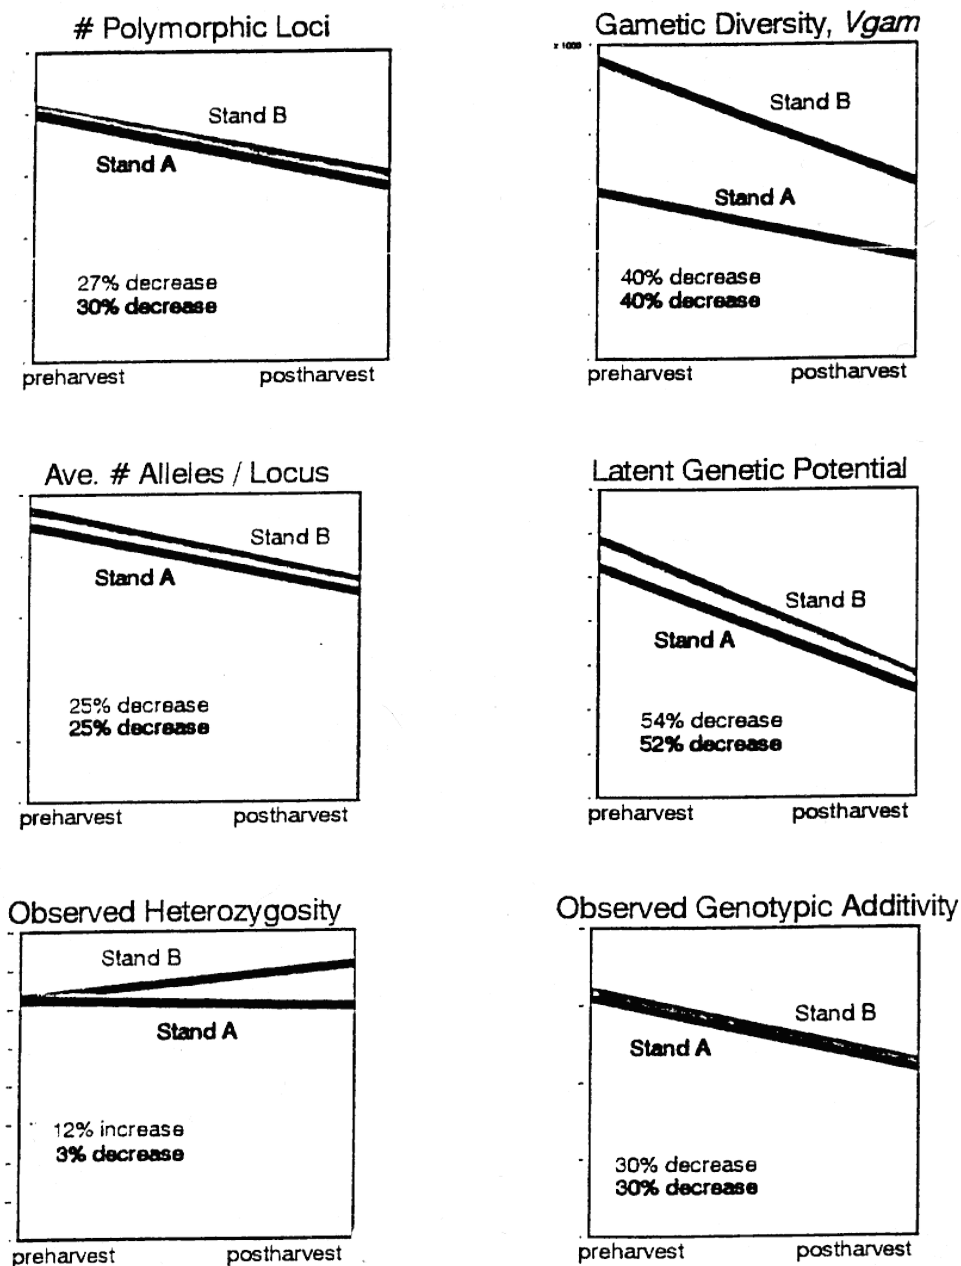 # Polymorphic Loci
Stand B
Stand A
27% decrease
30% decrease
preharvest postharvest
Gametic Diversity, Vgam
x 1000
Stand B
Stand A
40% decrease
40% decrease
preharvest postharvest
Ave. # Alleles / Locus
Stand B
Stand A
25% decrease
25% decrease
preharvest postharvest
Latent Genetic Potential
Stand B
Stand A
54% decrease
52% decrease
preharvest postharvest
Observed Heterozygosity
Stand B
Stand A
12% increase
3% decrease
preharvest postharvest
Observed Genotypic Additivity
Stand B
Stand A
30% decrease
30% decrease
preharvest postharvest